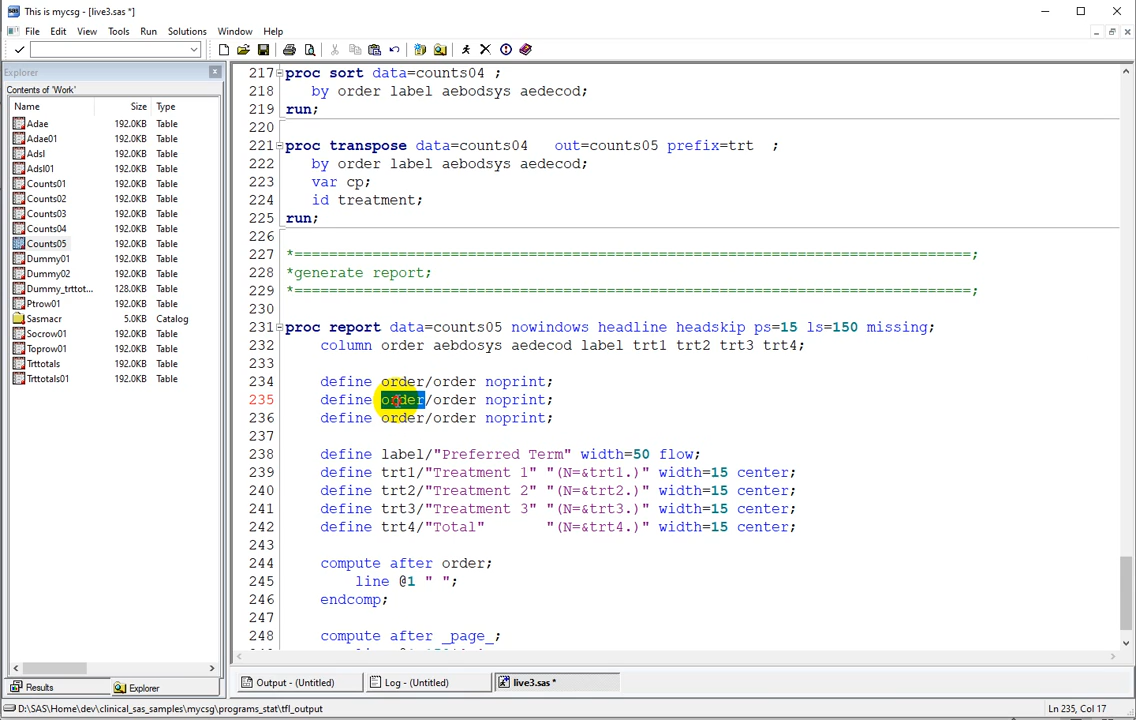 This is mycsg - [live3.sas *]
File Edit View Tools Run Solutions Window Help
Explorer
Contents of 'Work'
Name Size Type
Adae 192.0KB Table
Adae01 192.0KB Table
Adsl 192.0KB Table
Adsl01 192.0KB Table
Counts01 192.0KB Table
Counts02 192.0KB Table
Counts03 192.0KB Table
Counts04 192.0KB Table
Counts05 192.0KB Table
Dummy01 192.0KB Table
Dummy02 192.0KB Table
Dummy_trttot... 128.0KB Table
Ptrow01 192.0KB Table
Sasmacr 5.0KB Catalog
Socrow01 192.0KB Table
Toprow01 192.0KB Table
Trttotals 192.0KB Table
Trttotals01 192.0KB Table
Results Explorer
217 proc sort data=counts04 ;
218 by order label aebodsys aedecod;
219 run;
220
221 proc transpose data=counts04 out=counts05 prefix=trt ;
222 by order label aebodsys aedecod;
223 var cp;
224 id treatment;
225 run;
226
227 *==============================================================================;
228 *generate report;
229 *==============================================================================;
230
231 proc report data=counts05 nowindows headline headskip ps=15 ls=150 missing;
232 column order aebdosys aedecod label trt1 trt2 trt3 trt4;
233
234 define order/order noprint;
235 define order/order noprint;
236 define order/order noprint;
237
238 define label/"Preferred Term" width=50 flow;
239 define trt1/"Treatment 1" "(N=&trt1.)" width=15 center;
240 define trt2/"Treatment 2" "(N=&trt2.)" width=15 center;
241 define trt3/"Treatment 3" "(N=&trt3.)" width=15 center;
242 define trt4/"Total" "(N=&trt4.)" width=15 center;
243
244 compute after order;
245 line @1 " ";
246 endcomp;
247
248 compute after _page_;
Output - (Untitled) Log - (Untitled) live3.sas *
D:\SAS\Home\dev\clinical_sas_samples\mycsg\programs_stat\tfl_output Ln 235, Col 17